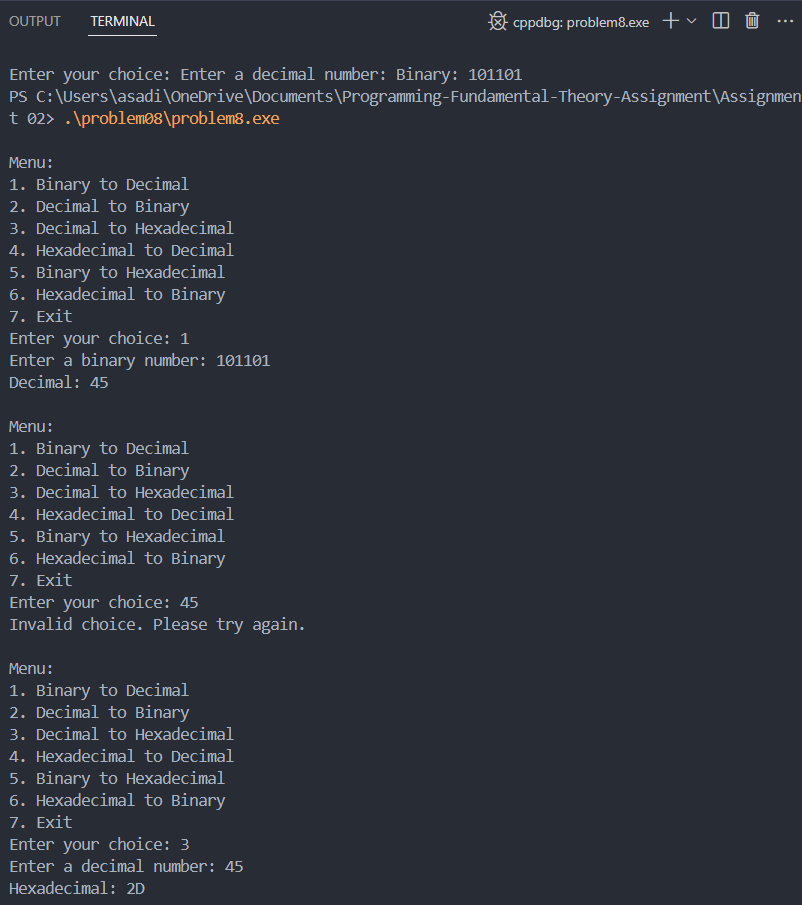 OUTPUT TERMINAL cppdbg: problem8.exe
Enter your choice: Enter a decimal number: Binary: 101101
PS C:\Users\asadi\OneDrive\Documents\Programming-Fundamental-Theory-Assignment\Assignmen
t 02> .\problem08\problem8.exe
Menu:
1. Binary to Decimal
2. Decimal to Binary
3. Decimal to Hexadecimal
4. Hexadecimal to Decimal
5. Binary to Hexadecimal
6. Hexadecimal to Binary
7. Exit
Enter your choice: 1
Enter a binary number: 101101
Decimal: 45
Menu:
1. Binary to Decimal
2. Decimal to Binary
3. Decimal to Hexadecimal
4. Hexadecimal to Decimal
5. Binary to Hexadecimal
6. Hexadecimal to Binary
7. Exit
Enter your choice: 45
Invalid choice. Please try again.
Menu:
1. Binary to Decimal
2. Decimal to Binary
3. Decimal to Hexadecimal
4. Hexadecimal to Decimal
5. Binary to Hexadecimal
6. Hexadecimal to Binary
7. Exit
Enter your choice: 3
Enter a decimal number: 45
Hexadecimal: 2D